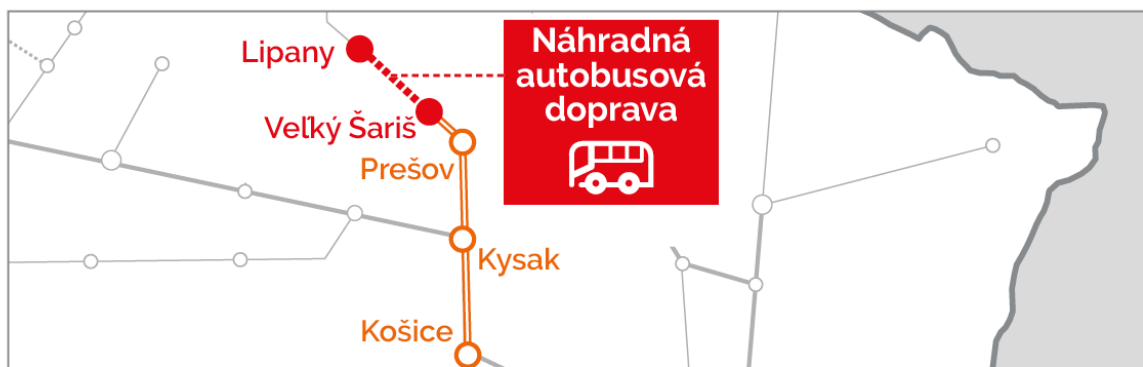 Lipany
Náhradná
autobusová
doprava
Veľký Šariš
Prešov
Kysak
Košice